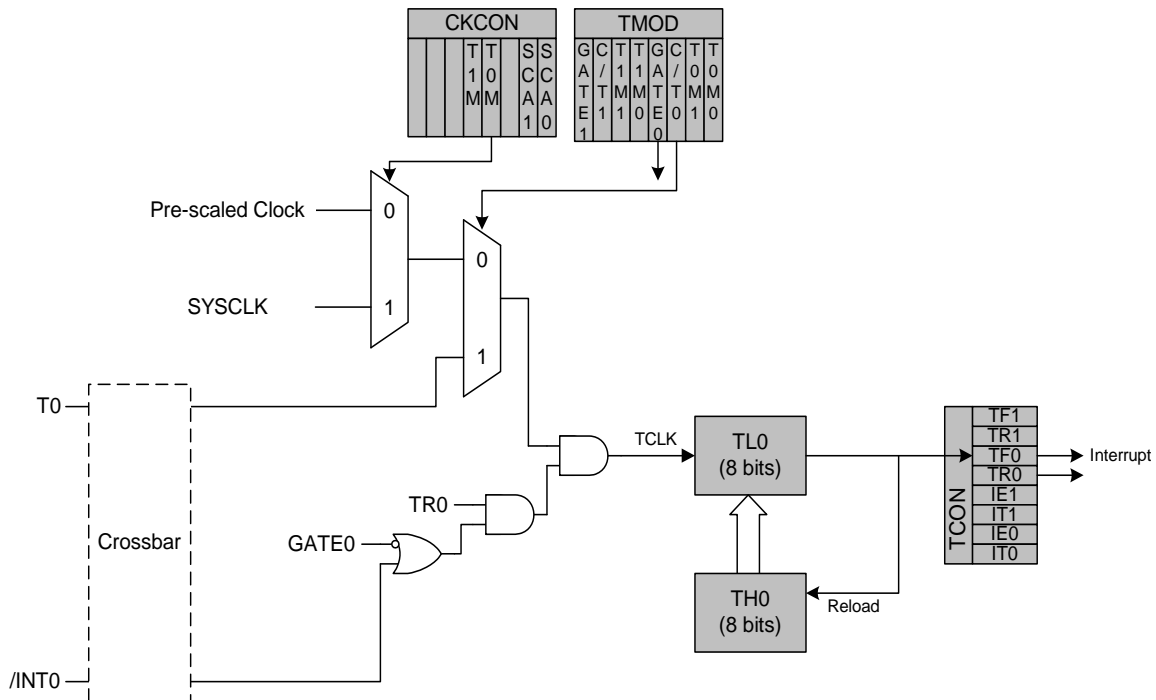 CKCON
TMOD
T1M
T0M
SCA1
SCA0
GATE1
C/T1
T1M1
T1M0
GATE0
C/T0
T0M1
T0M0
Pre-scaled Clock
0
SYSCLK
1
0
1
T0
Crossbar
/INT0
TR0
GATE0
TCLK
TL0
(8 bits)
TH0
(8 bits)
Reload
TCON
TF1
TR1
TF0
TR0
IE1
IT1
IE0
IT0
Interrupt